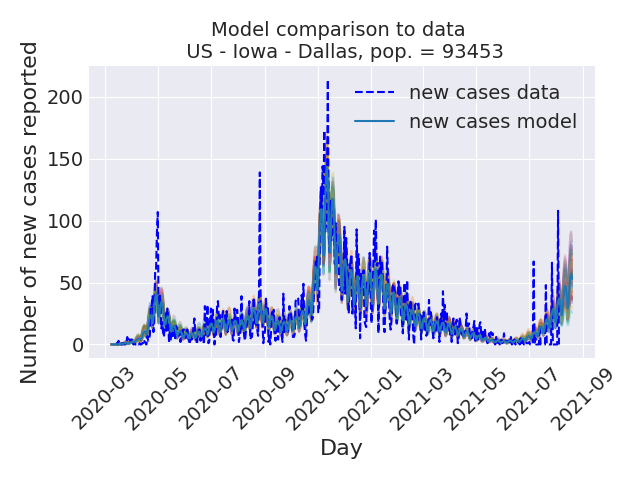 Model comparison to data
US - Iowa - Dallas, pop. = 93453
Number of new cases reported
200
150
100
50
0
new cases data
new cases model
2020-03
2020-05
2020-07
2020-09
2020-11
2021-01
2021-03
2021-05
2021-07
2021-09
Day